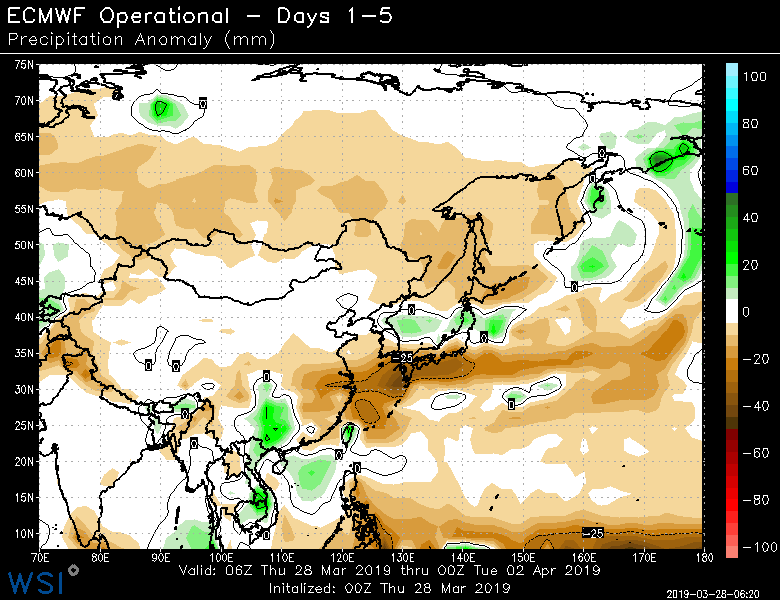 ECMWF Operational – Days 1–5
Precipitation Anomaly (mm)
75N
70N
65N
60N
55N
50N
45N
40N
35N
30N
25N
20N
15N
10N
70E 80E 90E 100E 110E 120E 130E 140E 150E 160E 170E 180
100
80
60
40
20
0
−20
−40
−60
−80
−100
0
0
0
0
0
0
0
0
−25
0
0
0
0
0
0
0
−25
0
Valid: 06Z Thu 28 Mar 2019 thru 00Z Tue 02 Apr 2019
Initalized: 00Z Thu 28 Mar 2019
WSI
2019-03-28-06:20